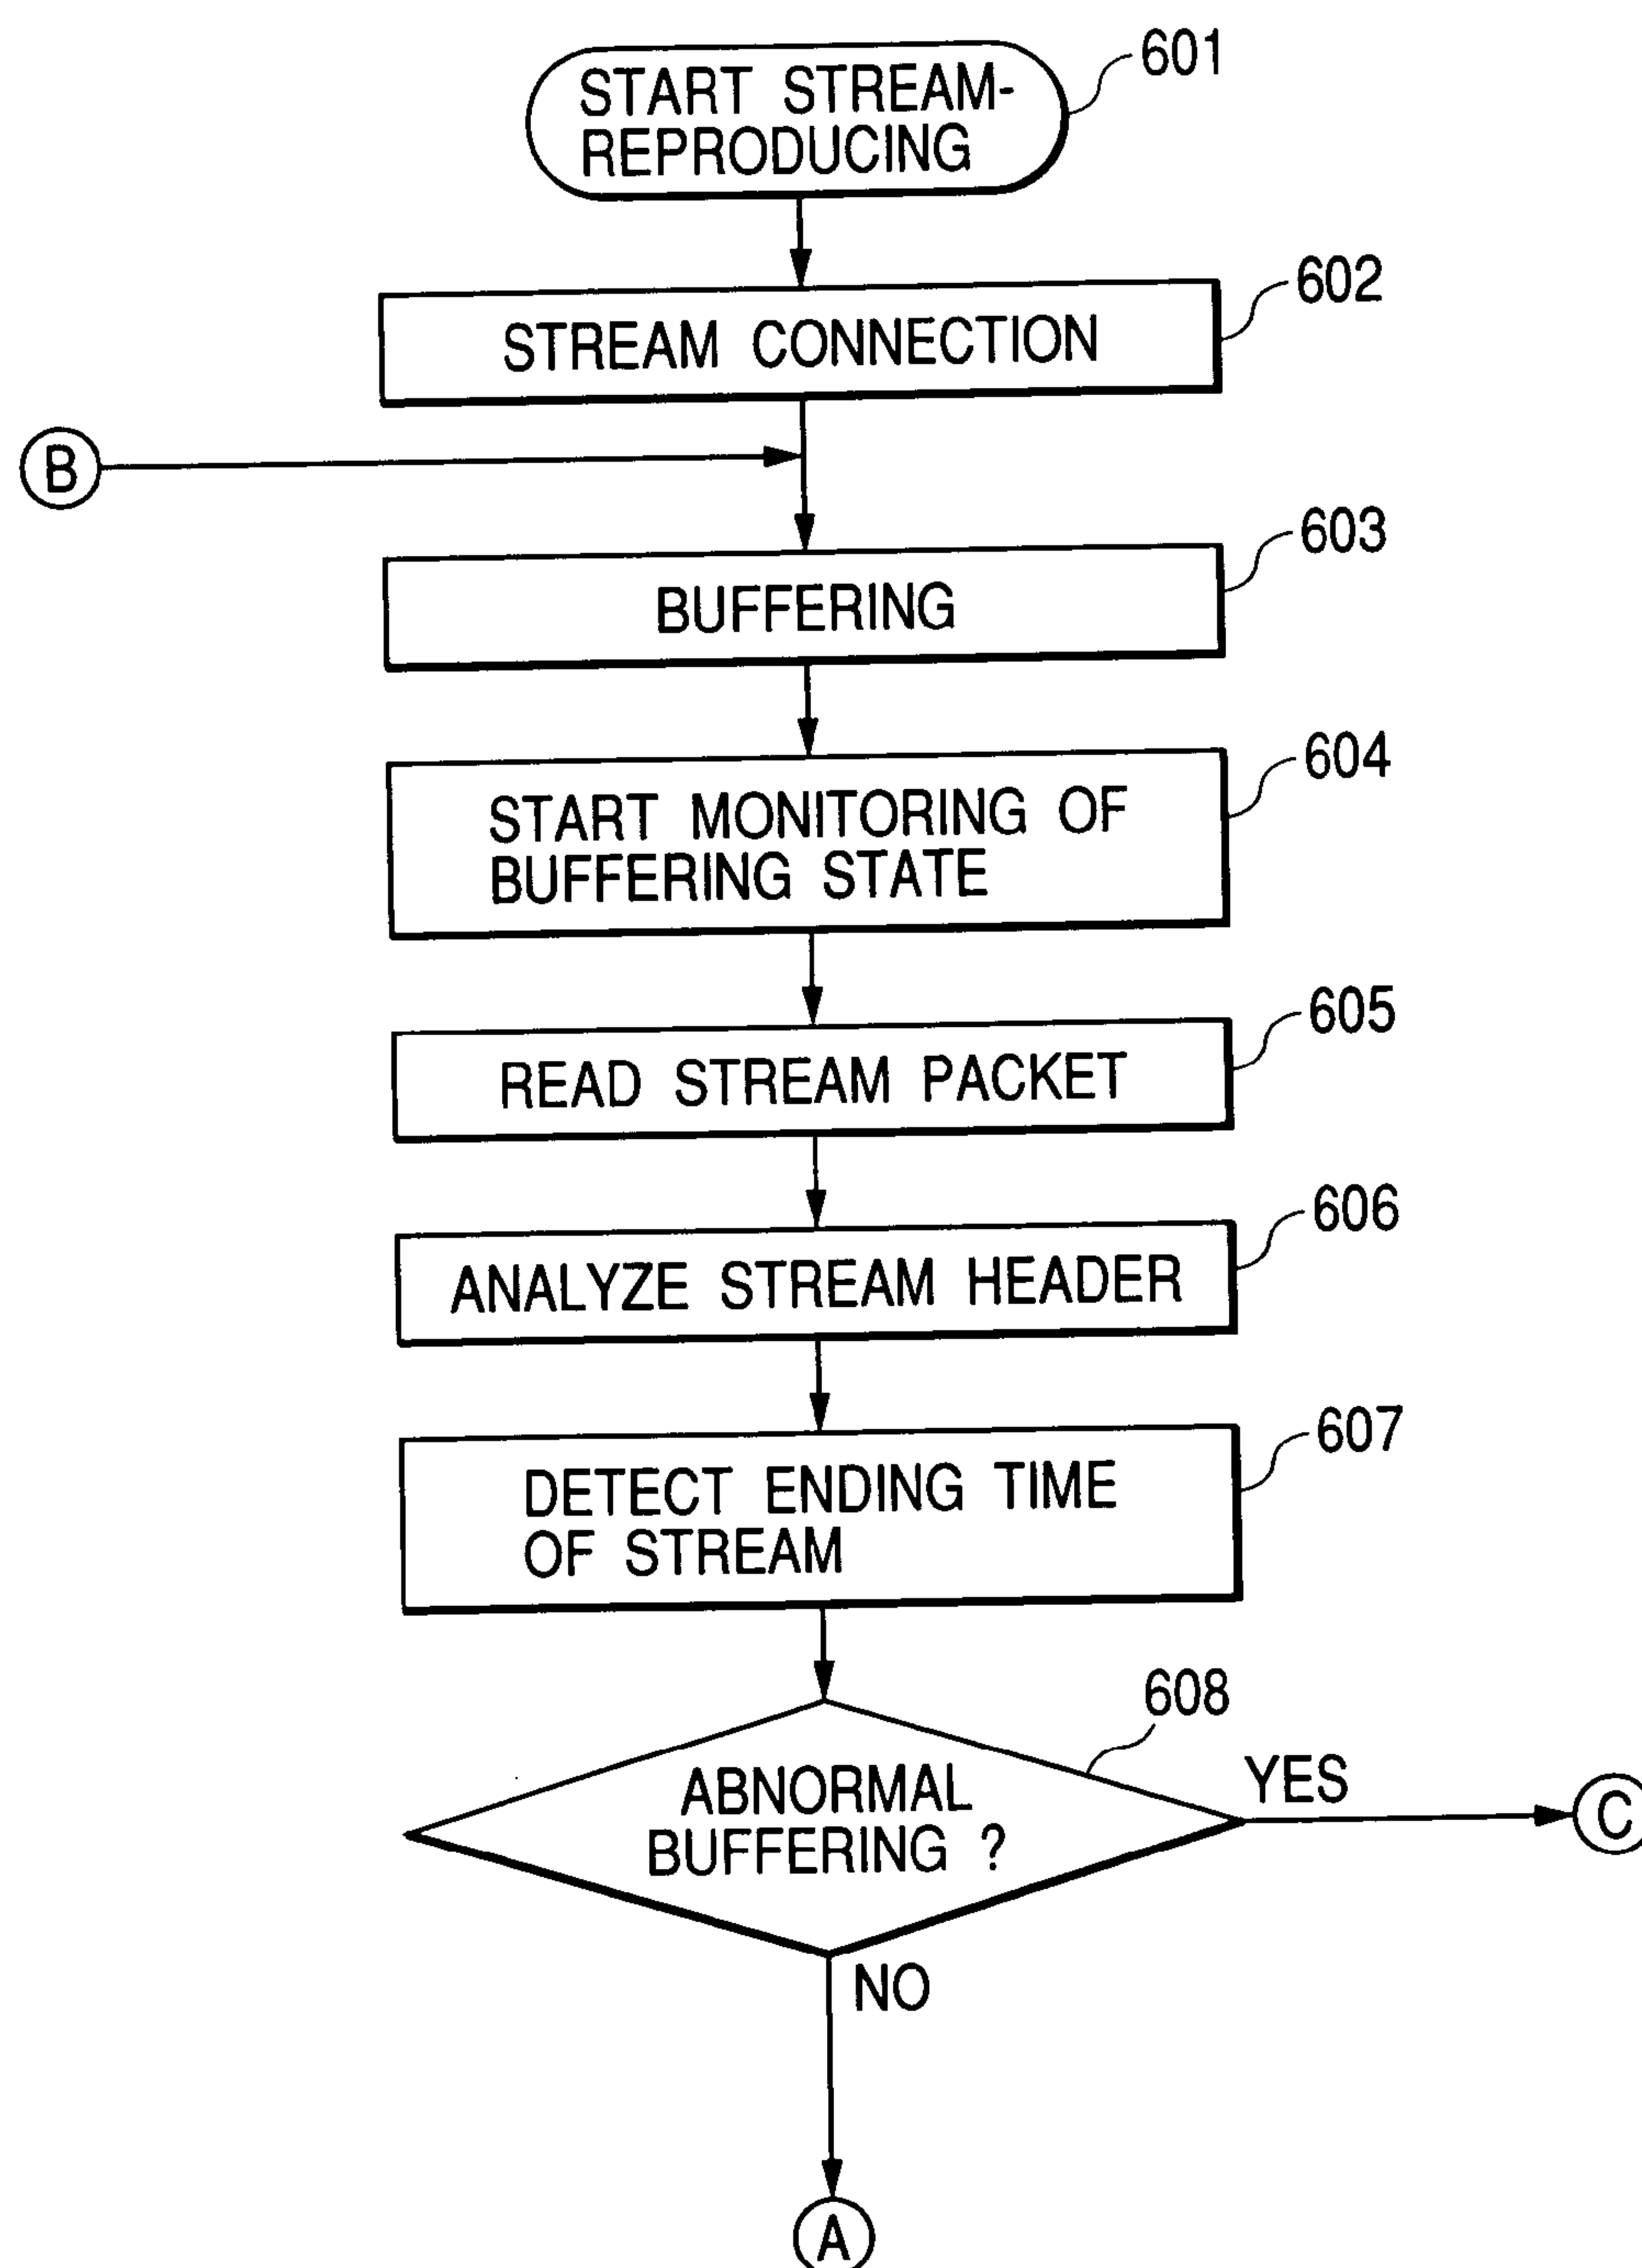 START STREAM-
REPRODUCING
601
STREAM CONNECTION
602
B
BUFFERING
603
START MONITORING OF
BUFFERING STATE
604
READ STREAM PACKET
605
ANALYZE STREAM HEADER
606
DETECT ENDING TIME
OF STREAM
607
608
ABNORMAL
BUFFERING ?
YES
C
NO
A